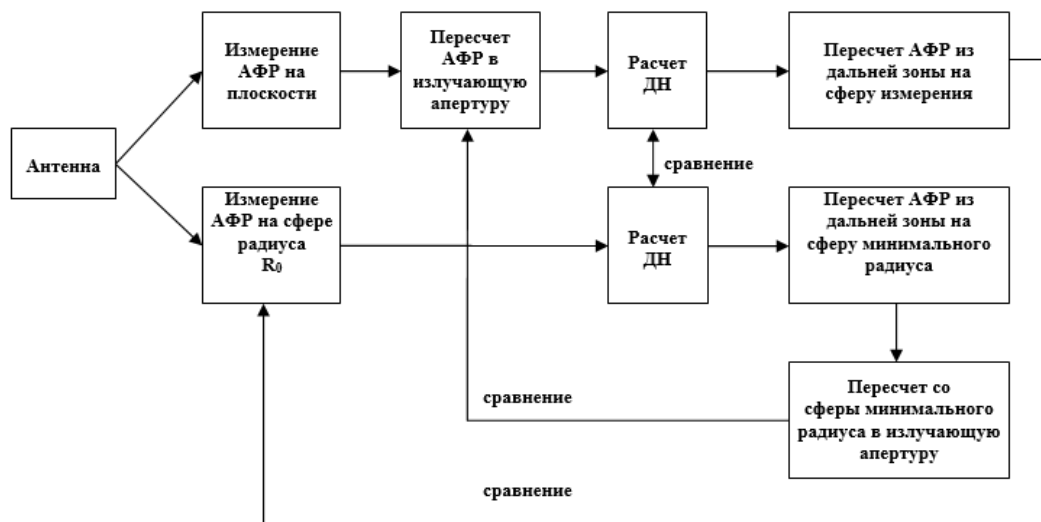 Измерение
АФР на
плоскости
Пересчет
АФР в
излучающую
апертуру
Расчет
ДН
Пересчет АФР из
дальней зоны на
сферу измерения
Антенна
сравнение
Измерение
АФР на сфере
радиуса
R₀
Расчет
ДН
Пересчет АФР из
дальней зоны на
сферу минимального
радиуса
сравнение
Пересчет со
сферы минимального
радиуса в излучающую
апертуру
сравнение